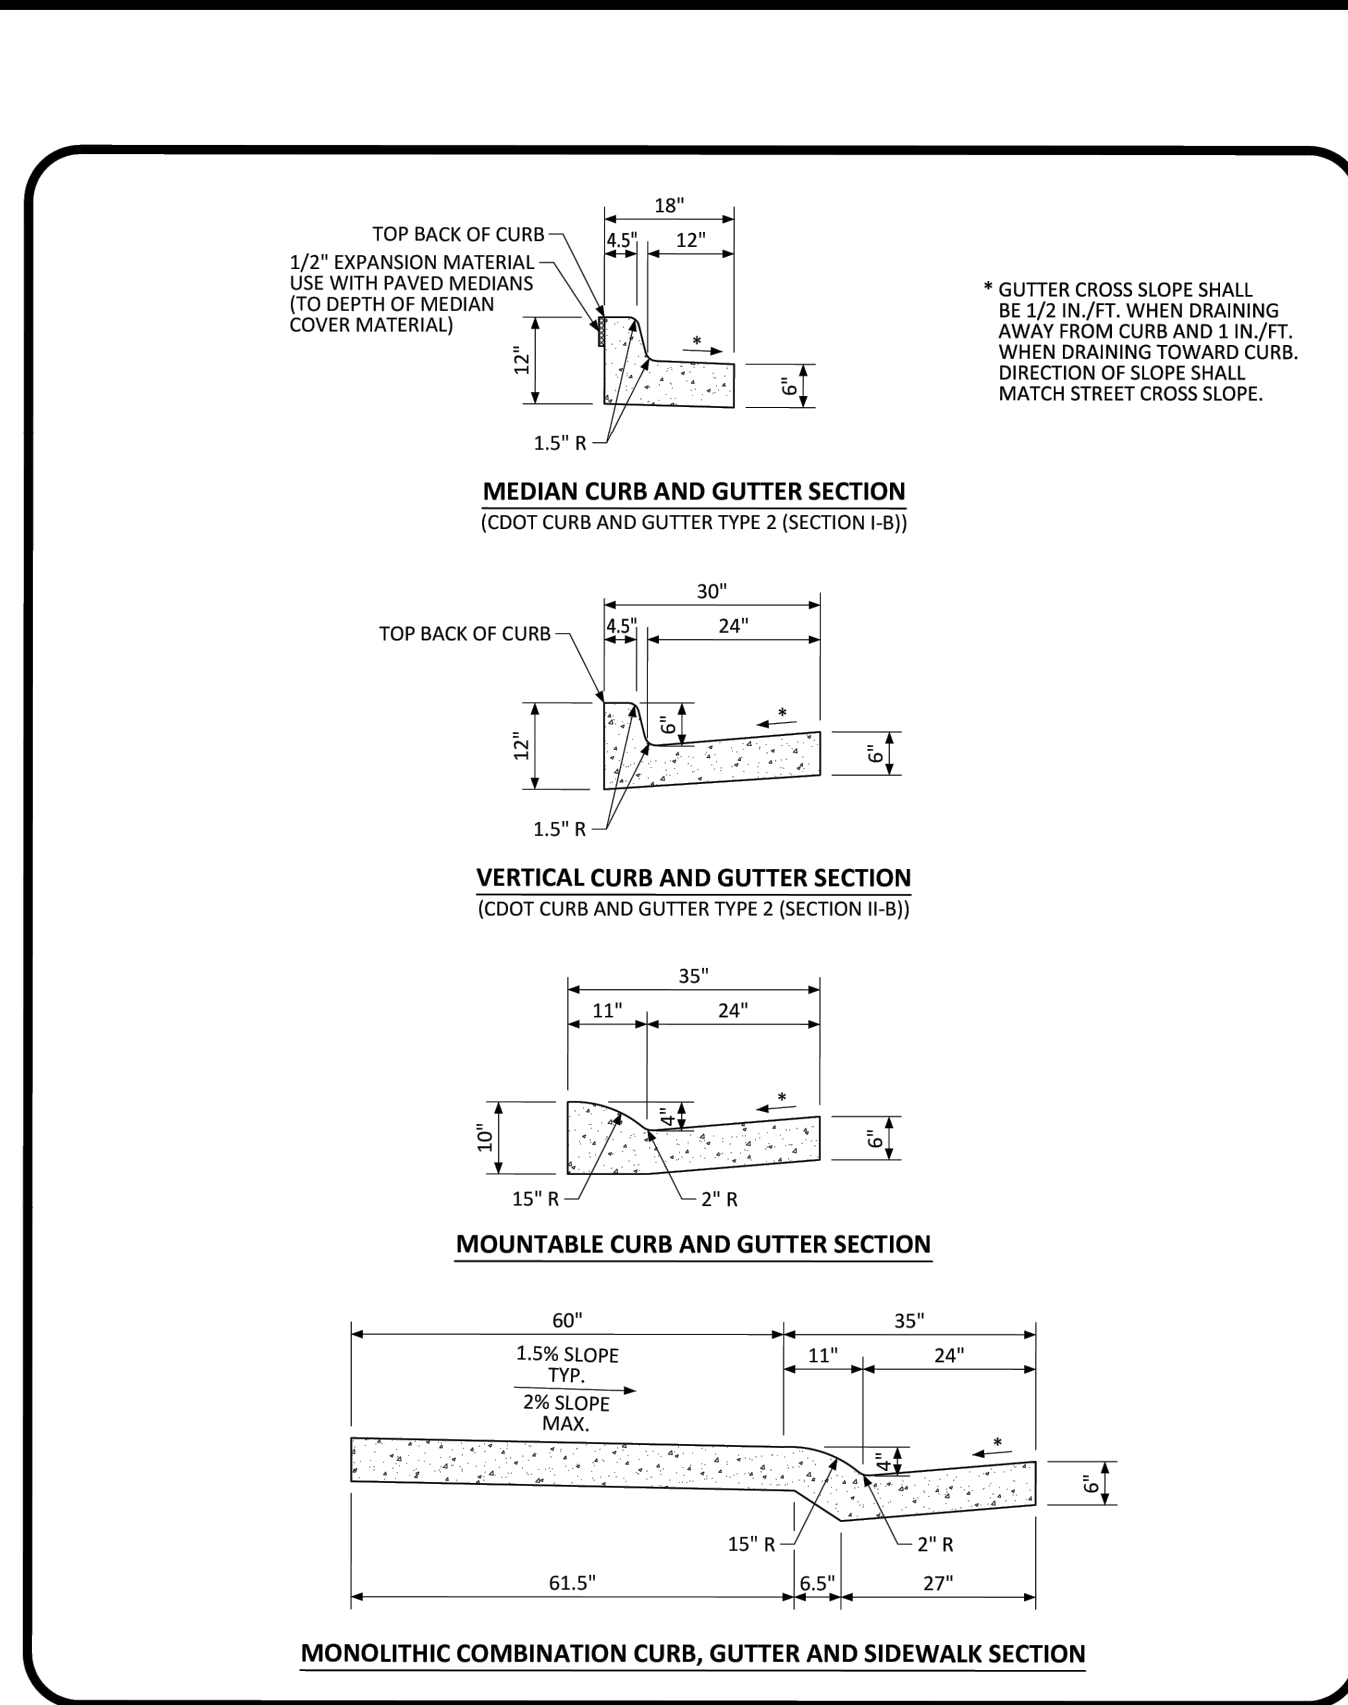 18"
TOP BACK OF CURB
4.5"
12"
1/2" EXPANSION MATERIAL
USE WITH PAVED MEDIANS
(TO DEPTH OF MEDIAN
COVER MATERIAL)
* GUTTER CROSS SLOPE SHALL
BE 1/2 IN./FT. WHEN DRAINING
AWAY FROM CURB AND 1 IN./FT.
WHEN DRAINING TOWARD CURB.
DIRECTION OF SLOPE SHALL
MATCH STREET CROSS SLOPE.
*
12"
6"
1.5" R
MEDIAN CURB AND GUTTER SECTION
(CDOT CURB AND GUTTER TYPE 2 (SECTION I-B))
30"
TOP BACK OF CURB
4.5"
24"
*
6"
12"
6"
1.5" R
VERTICAL CURB AND GUTTER SECTION
(CDOT CURB AND GUTTER TYPE 2 (SECTION II-B))
35"
11"
24"
*
4"
10"
6"
15" R
2" R
MOUNTABLE CURB AND GUTTER SECTION
60"
35"
1.5% SLOPE
TYP.
2% SLOPE
MAX.
11"
24"
*
4"
6"
15" R
2" R
61.5"
6.5"
27"
MONOLITHIC COMBINATION CURB, GUTTER AND SIDEWALK SECTION